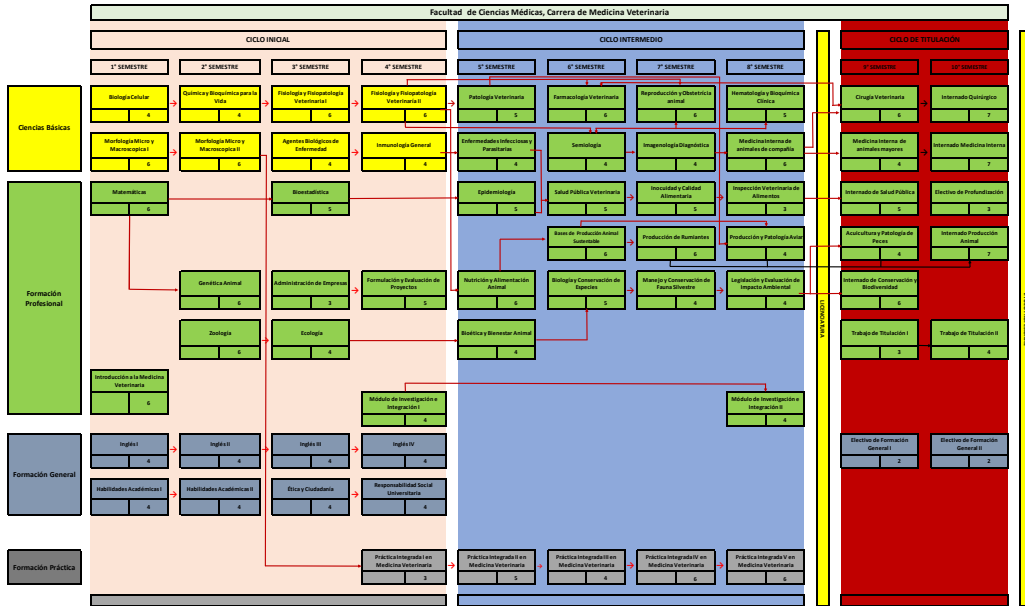 Facultad de Ciencias Médicas, Carrera de Medicina Veterinaria
CICLO INICIAL
CICLO INTERMEDIO
CICLO DE TITULACIÓN
1° SEMESTRE
2° SEMESTRE
3° SEMESTRE
4° SEMESTRE
5° SEMESTRE
6° SEMESTRE
7° SEMESTRE
8° SEMESTRE
9° SEMESTRE
10° SEMESTRE
Ciencias Básicas
Biología Celular
4
Química y Bioquímica para la
Vida
4
Fisiología y Fisiopatología
Veterinaria I
6
Fisiología y Fisiopatología
Veterinaria II
6
Patología Veterinaria
5
Farmacología Veterinaria
6
Reproducción y Obstetricia
animal
6
Hematología y Bioquímica
Clínica
5
Cirugía Veterinaria
6
Internado Quirúrgico
7
Morfología Micro y
Macroscopica I
6
Morfología Micro y
Macroscopica II
6
Agentes Biológicos de
Enfermedad
4
Inmunología General
4
Enfermedades Infecciosas y
Parasitarias
4
Semiología
4
Imagenología Diagnóstica
4
Medicina Interna de
animales de compañía
6
Medicina Interna de
animales mayores
4
Internado Medicina Interna
7
Formación
Profesional
Matemáticas
6
Bioestadística
5
Epidemiología
5
Salud Pública Veterinaria
5
Inocuidad y Calidad
Alimentaria
5
Inspección Veterinaria de
Alimentos
3
Internado de Salud Pública
5
Electivo de Profundización
3
Bases de Producción Animal
Sustentable
6
Producción de Rumiantes
6
Producción y Patología Aviar
4
Acuicultura y Patología de
Peces
4
Internado Producción
Animal
7
Genética Animal
6
Administración de Empresas
3
Formulación y Evaluación de
Proyectos
5
Nutrición y Alimentación
Animal
6
Biología y Conservación de
Especies
5
Manejo y Conservación de
Fauna Silvestre
4
Legislación y Evaluación de
Impacto Ambiental
4
Internado de Conservación y
Biodiversidad
6
LICENCIATURA
Zoología
6
Ecología
4
Bioética y Bienestar Animal
4
Trabajo de Titulación I
3
Trabajo de Titulación II
4
Introducción a la Medicina
Veterinaria
6
Módulo de Investigación e
Integración I
4
Módulo de Investigación e
Integración II
4
Formación General
Inglés I
4
Inglés II
4
Inglés III
4
Inglés IV
4
Electivo de Formación
General I
2
Electivo de Formación
General II
2
Habilidades Académicas I
4
Habilidades Académicas II
4
Ética y Ciudadanía
4
Responsabilidad Social
Universitaria
4
Formación Práctica
Práctica Integrada I en
Medicina Veterinaria
3
Práctica Integrada II en
Medicina Veterinaria
5
Práctica Integrada III en
Medicina Veterinaria
4
Práctica Integrada IV en
Medicina Veterinaria
6
Práctica Integrada V en
Medicina Veterinaria
6